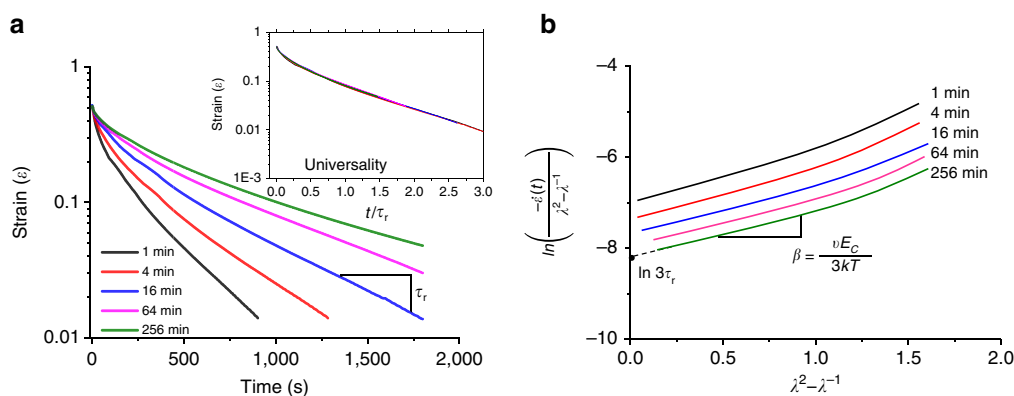 a
1
0.1
0.01
Strain (ε)
0
500
1,000
1,500
2,000
Time (s)
1 min
4 min
16 min
64 min
256 min
τr
1
0.1
0.01
1E-3
Strain (ε)
Universality
0.0
0.5
1.0
1.5
2.0
2.5
3.0
t/τr
b
−4
−6
−8
−10
ln(−ε̇(t)/λ²−λ⁻¹)
1 min
4 min
16 min
64 min
256 min
β = υEC/3kT
ln 3τr
0.0
0.5
1.0
1.5
2.0
λ²−λ⁻¹